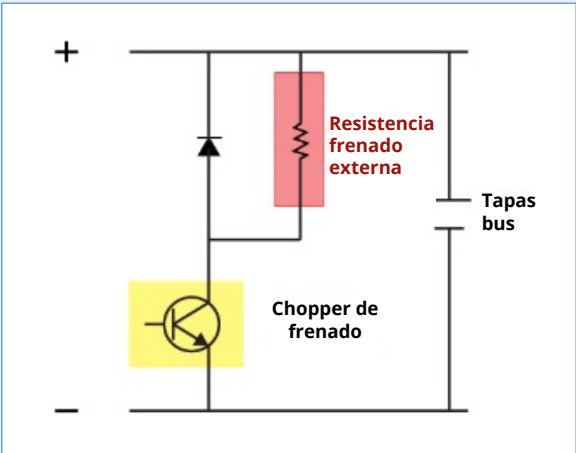 +
Resistencia
frenado
externa
Tapas
bus
Chopper de
frenado
−